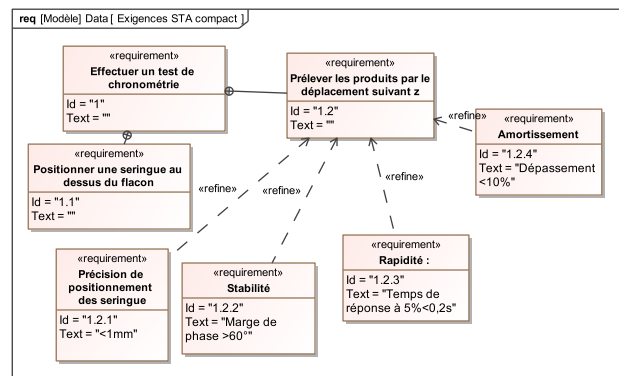 req [Modèle] Data [ Exigences STA compact ]
«requirement»
Effectuer un test de
chronométrie
Id = "1"
Text = ""
«requirement»
Prélever les produits par le
déplacement suivant z
Id = "1.2"
Text = ""
«refine»
«requirement»
Amortissement
Id = "1.2.4"
Text = "Dépassement
<10%"
«requirement»
Positionner une seringue au
dessus du flacon
Id = "1.1"
Text = ""
«refine»
«refine»
«refine»
«requirement»
Précision de
positionnement
des seringue
Id = "1.2.1"
Text = "<1mm"
«requirement»
Stabilité
Id = "1.2.2"
Text = "Marge de
phase >60°"
«requirement»
Rapidité :
Id = "1.2.3"
Text = "Temps de
réponse à 5%<0,2s"